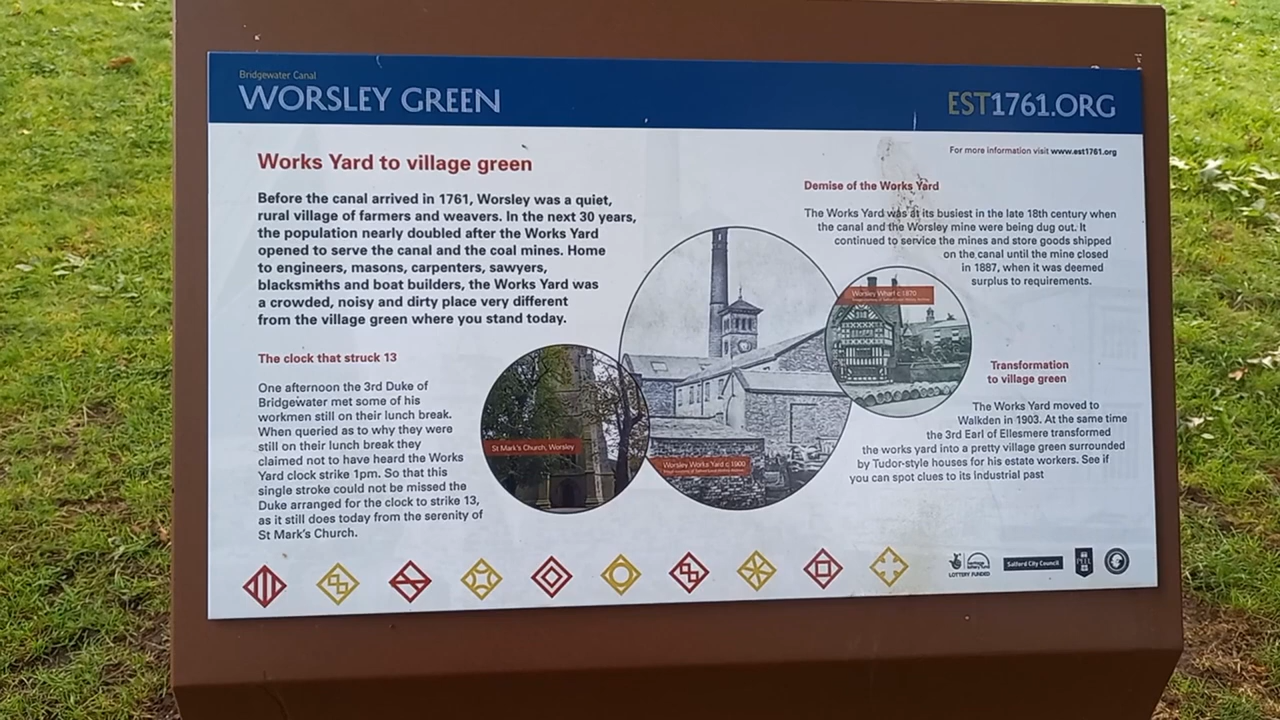 Bridgewater Canal
WORSLEY GREEN
EST1761.ORG
For more information visit www.est1761.org
Works Yard to village green
Before the canal arrived in 1761, Worsley was a quiet,
rural village of farmers and weavers. In the next 30 years,
the population nearly doubled after the Works Yard
opened to serve the canal and the coal mines. Home
to engineers, masons, carpenters, sawyers,
blacksmiths and boat builders, the Works Yard was
a crowded, noisy and dirty place very different
from the village green where you stand today.
The clock that struck 13
One afternoon the 3rd Duke of
Bridgewater met some of his
workmen still on their lunch break.
When queried as to why they were
still on their lunch break they
claimed not to have heard the Works
Yard clock strike 1pm. So that this
single stroke could not be missed the
Duke arranged for the clock to strike 13,
as it still does today from the serenity of
St Mark's Church.
St Mark's Church, Worsley
Worsley Works Yard c.1900
Worsley Wharf c.1870
Demise of the Works Yard
The Works Yard was at its busiest in the late 18th century when
the canal and the Worsley mine were being dug out. It
continued to service the mines and store goods shipped
on the canal until the mine closed
in 1887, when it was deemed
surplus to requirements.
Transformation
to village green
The Works Yard moved to
Walkden in 1903. At the same time
the 3rd Earl of Ellesmere transformed
the works yard into a pretty village green surrounded
by Tudor-style houses for his estate workers. See if
you can spot clues to its industrial past
heritage
lottery fund
LOTTERY FUNDED
Salford City Council